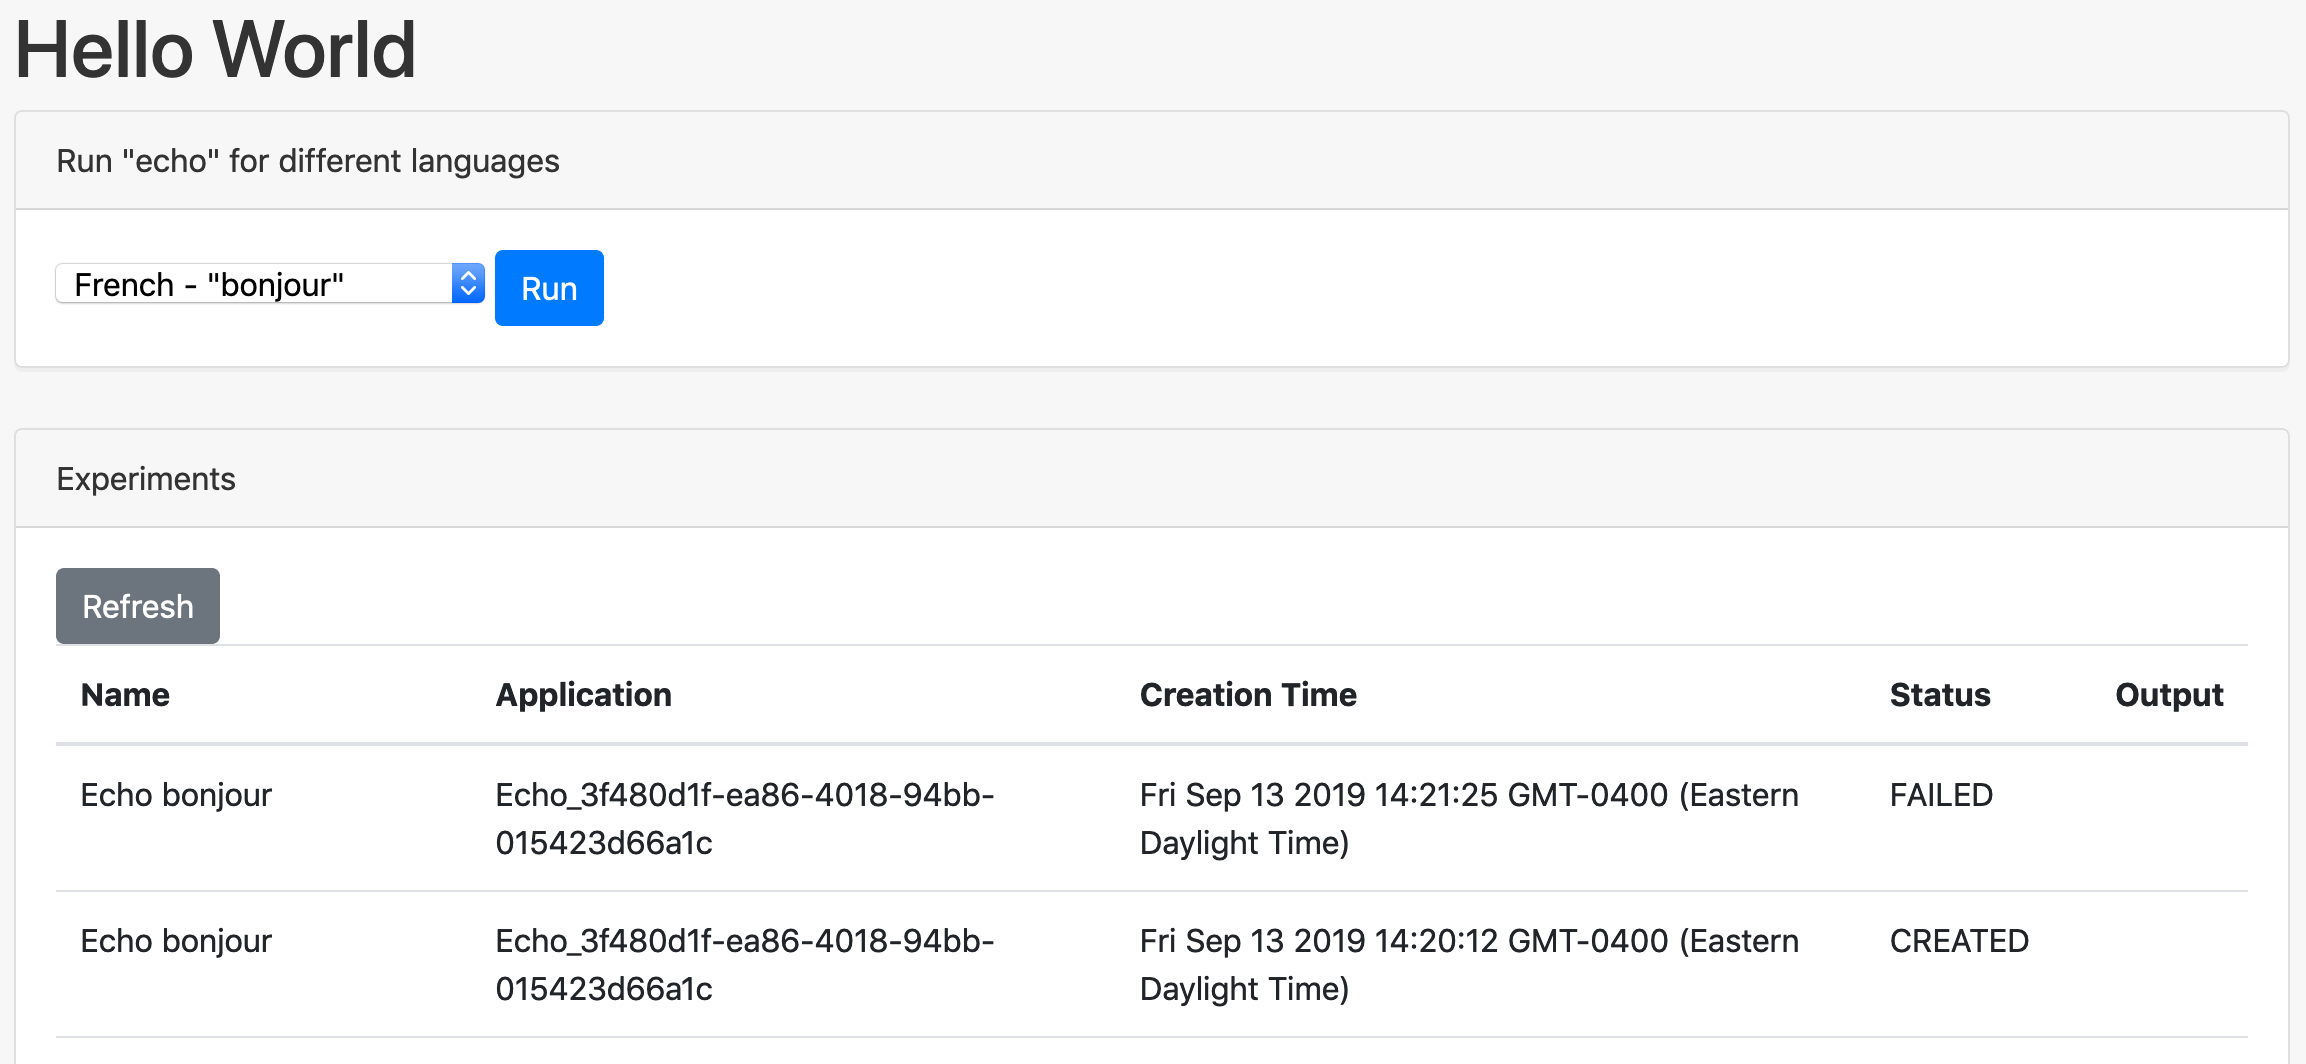 Hello World
Run "echo" for different languages
French - "bonjour"
Run
Experiments
Refresh
Name Application Creation Time Status Output
Echo bonjour Echo_3f480d1f-ea86-4018-94bb- Fri Sep 13 2019 14:21:25 GMT-0400 (Eastern FAILED
015423d66a1c Daylight Time)
Echo bonjour Echo_3f480d1f-ea86-4018-94bb- Fri Sep 13 2019 14:20:12 GMT-0400 (Eastern CREATED
015423d66a1c Daylight Time)